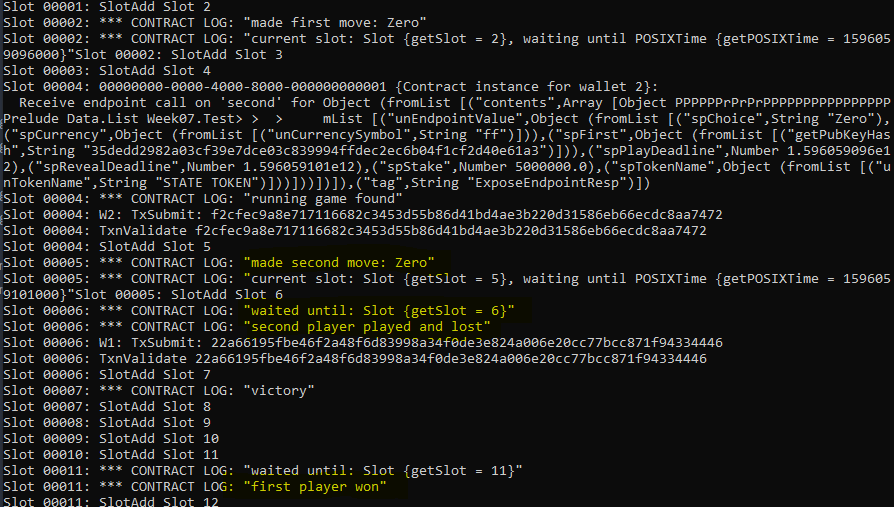 Slot 00001: SlotAdd Slot 2
Slot 00002: *** CONTRACT LOG: "made first move: Zero"
Slot 00002: *** CONTRACT LOG: "current slot: Slot {getSlot = 2}, waiting until POSIXTime {getPOSIXTime = 159605
9096000}"Slot 00002: SlotAdd Slot 3
Slot 00003: SlotAdd Slot 4
Slot 00004: 00000000-0000-4000-8000-000000000001 {Contract instance for wallet 2}:
Receive endpoint call on 'second' for Object (fromList [("contents",Array [Object PPPPPPPrPrPrPPPPPPPPPPPPPPPP
Prelude Data.List Week07.Test> > > mList [("unEndpointValue",Object (fromList [("spChoice",String "Zero"),
("spCurrency",Object (fromList [("unCurrencySymbol",String "ff")])),("spFirst",Object (fromList [("getPubKeyHas
h",String "35dedd2982a03cf39e7dce03c839994ffdec2ec6b04f1cf2d40e61a3")])),("spPlayDeadline",Number 1.596059096e1
2),("spRevealDeadline",Number 1.596059101e12),("spStake",Number 5000000.0),("spTokenName",Object (fromList [("u
nTokenName",String "STATE TOKEN")]))]))])]),("tag",String "ExposeEndpointResp")])
Slot 00004: *** CONTRACT LOG: "running game found"
Slot 00004: W2: TxSubmit: f2cfec9a8e717116682c3453d55b86d41bd4ae3b220d31586eb66ecdc8aa7472
Slot 00004: TxnValidate f2cfec9a8e717116682c3453d55b86d41bd4ae3b220d31586eb66ecdc8aa7472
Slot 00004: SlotAdd Slot 5
Slot 00005: *** CONTRACT LOG: "made second move: Zero"
Slot 00005: *** CONTRACT LOG: "current slot: Slot {getSlot = 5}, waiting until POSIXTime {getPOSIXTime = 159605
9101000}"Slot 00005: SlotAdd Slot 6
Slot 00006: *** CONTRACT LOG: "waited until: Slot {getSlot = 6}"
Slot 00006: *** CONTRACT LOG: "second player played and lost"
Slot 00006: W1: TxSubmit: 22a66195fbe46f2a48f6d83998a34f0de3e824a006e20cc77bcc871f94334446
Slot 00006: TxnValidate 22a66195fbe46f2a48f6d83998a34f0de3e824a006e20cc77bcc871f94334446
Slot 00006: SlotAdd Slot 7
Slot 00007: *** CONTRACT LOG: "victory"
Slot 00007: SlotAdd Slot 8
Slot 00008: SlotAdd Slot 9
Slot 00009: SlotAdd Slot 10
Slot 00010: SlotAdd Slot 11
Slot 00011: *** CONTRACT LOG: "waited until: Slot {getSlot = 11}"
Slot 00011: *** CONTRACT LOG: "first player won"
Slot 00011: SlotAdd Slot 12